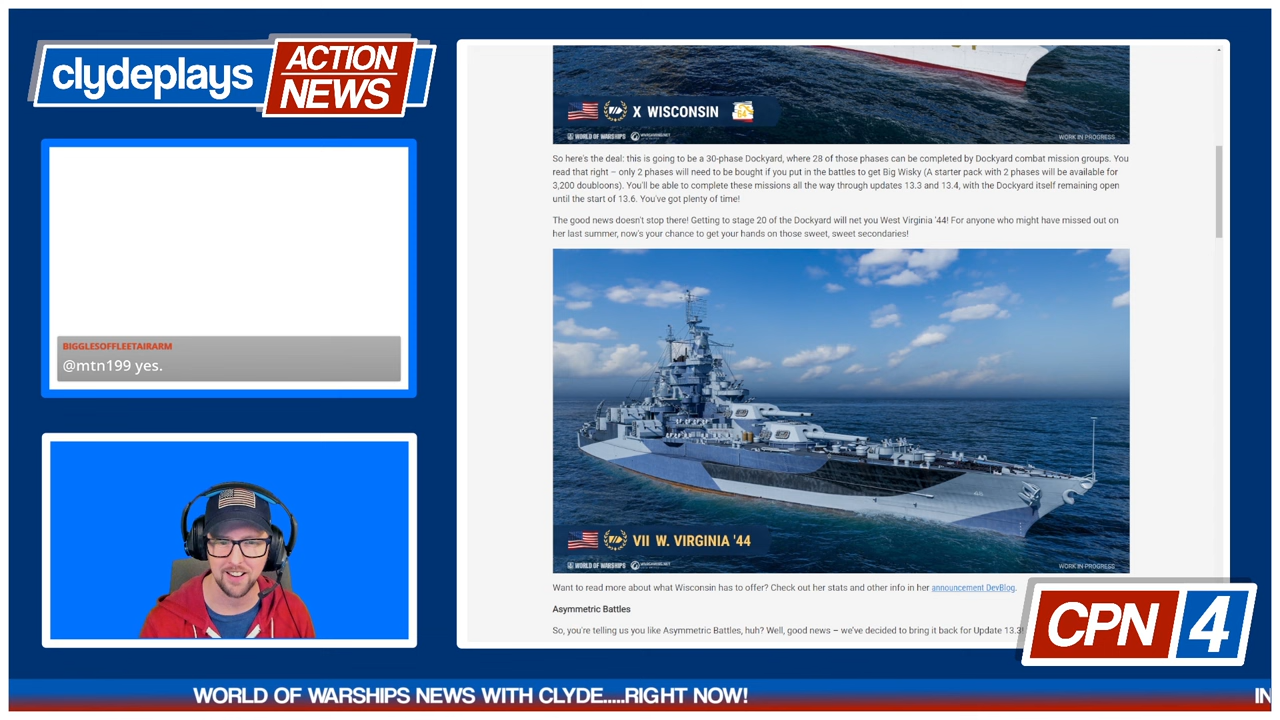 clydeplays
ACTION
NEWS
BIGGLESOFFLEETAIRARM
@mtn199 yes.
X WISCONSIN
WORLD OF WARSHIPS
WARGAMING.NET
WORK IN PROGRESS
So here's the deal: this is going to be a 30-phase Dockyard, where 28 of those phases can be completed by Dockyard combat mission groups. You
read that right – only 2 phases will need to be bought if you put in the battles to get Big Wisky (A starter pack with 2 phases will be available for
3,200 doubloons). You'll be able to complete these missions all the way through updates 13.3 and 13.4, with the Dockyard itself remaining open
until the start of 13.6. You've got plenty of time!
The good news doesn't stop there! Getting to stage 20 of the Dockyard will net you West Virginia '44! For anyone who might have missed out on
her last summer, now's your chance to get your hands on those sweet, sweet secondaries!
VII W. VIRGINIA '44
WORLD OF WARSHIPS
WARGAMING.NET
WORK IN PROGRESS
Want to read more about what Wisconsin has to offer? Check out her stats and other info in her announcement DevBlog.
Asymmetric Battles
So, you're telling us you like Asymmetric Battles, huh? Well, good news – we've decided to bring it back for Update 13.3!
CPN 4
WORLD OF WARSHIPS NEWS WITH CLYDE.....RIGHT NOW!
IN